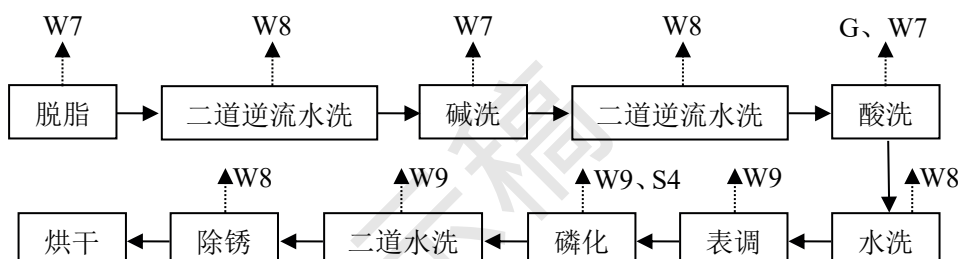 W7 W8 W7 W8 G、W7
脱脂 二道逆流水洗 碱洗 二道逆流水洗 酸洗
W8 W9 W9、S4 W9 W8
烘干 除锈 二道水洗 磷化 表调 水洗
示稿